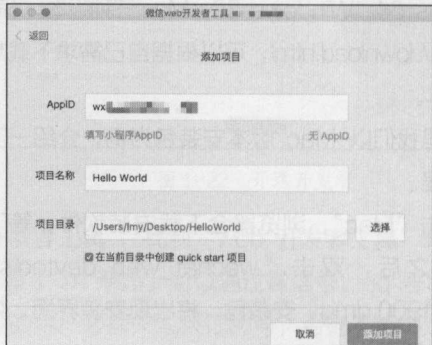 微信web开发者工具
返回
添加项目
AppID wx
填写小程序AppID 无 AppID
项目名称 Hello World
项目目录 /Users/lmy/Desktop/HelloWorld 选择
在当前目录中创建 quick start 项目
取消 添加项目